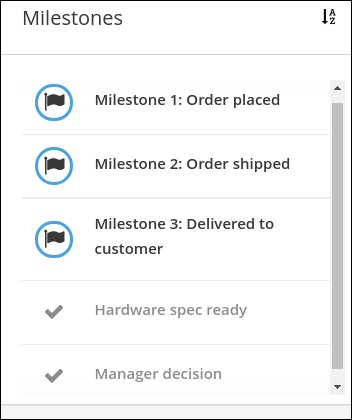 Milestones
A
Z
Milestone 1: Order placed
Milestone 2: Order shipped
Milestone 3: Delivered to
customer
Hardware spec ready
Manager decision